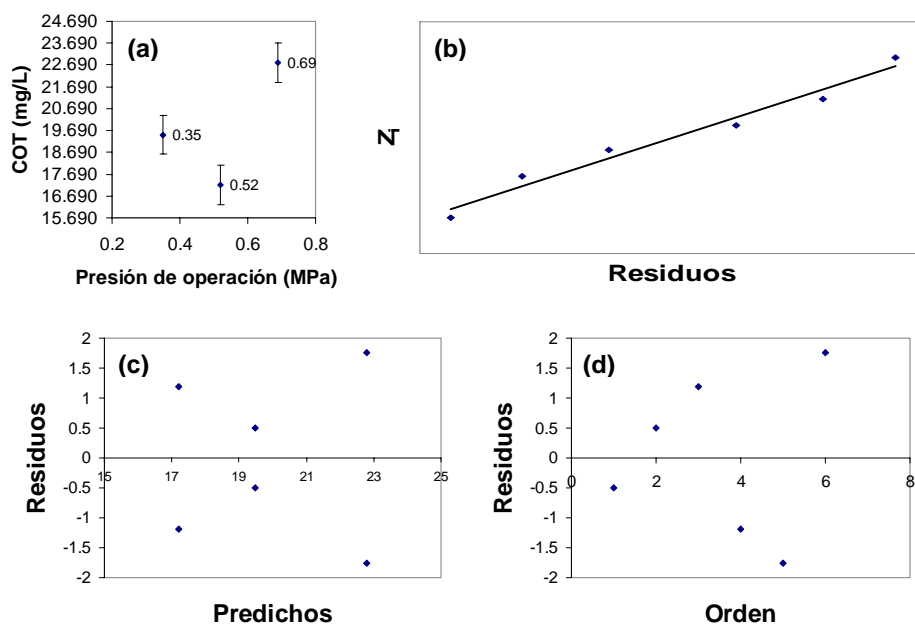 (a)
24.690
23.690
22.690
21.690
20.690
19.690
18.690
17.690
16.690
15.690
COT (mg/L)
0.69
0.35
0.52
0.2 0.4 0.6 0.8
Presión de operación (MPa)
(b)
Zi
Residuos
(c)
2
1.5
1
0.5
0
-0.5
-1
-1.5
-2
Residuos
15 17 19 21 23 25
Predichos
(d)
2
1.5
1
0.5
0
-0.5
-1
-1.5
-2
Residuos
0 2 4 6 8
Orden